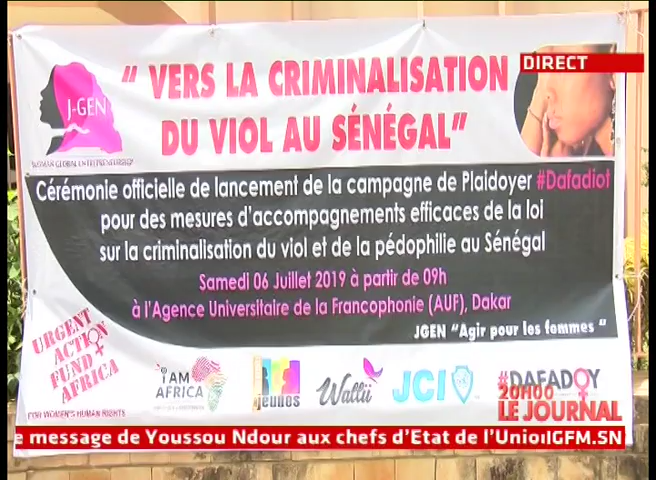 DIRECT
J-GEN
WOMAN GLOBAL ENTREPRENEURSHIP
“ VERS LA CRIMINALISATION
DU VIOL AU SÉNÉGAL”
Cérémonie officielle de lancement de la campagne de Plaidoyer #Dafadiot
pour des mesures d'accompagnements efficaces de la loi
sur la criminalisation du viol et de la pédophilie au Sénégal
Samedi 06 Juillet 2019 à partir de 09h
à l'Agence Universitaire de la Francophonie (AUF), Dakar
JGEN “Agir pour les femmes ”
URGENT
ACTION
FUND
AFRICA
FOR WOMEN'S HUMAN RIGHTS
I AM
AFRICA
jeunes
Wallü
JCI
#DAFADOY
20H00
LE JOURNAL
e message de Youssou Ndour aux chefs d'Etat de l'Union
IGFM.SN